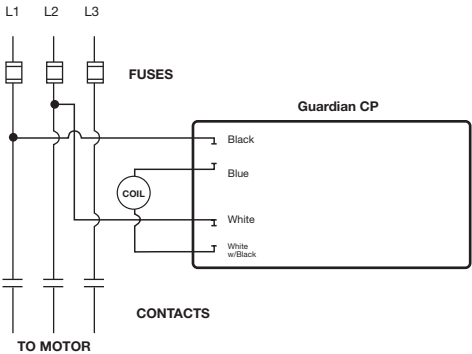 L1 L2 L3
FUSES
Guardian CP
Black
Blue
COIL
White
White
w/Black
CONTACTS
TO MOTOR